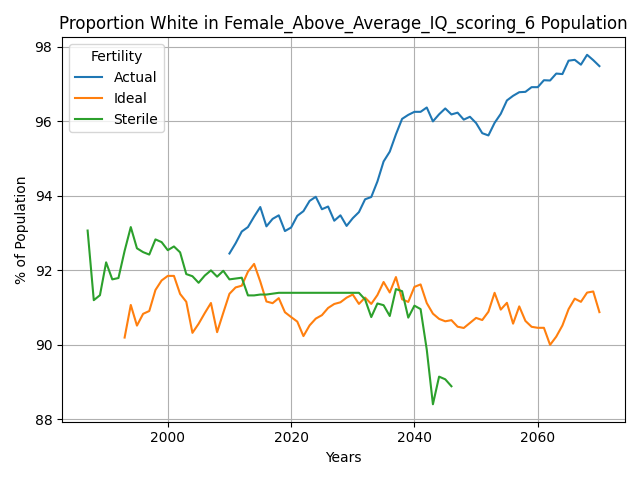 Proportion White in Female_Above_Average_IQ_scoring_6 Population
Fertility
Actual
Ideal
Sterile
% of Population
98
96
94
92
90
88
2000
2020
2040
2060
Years